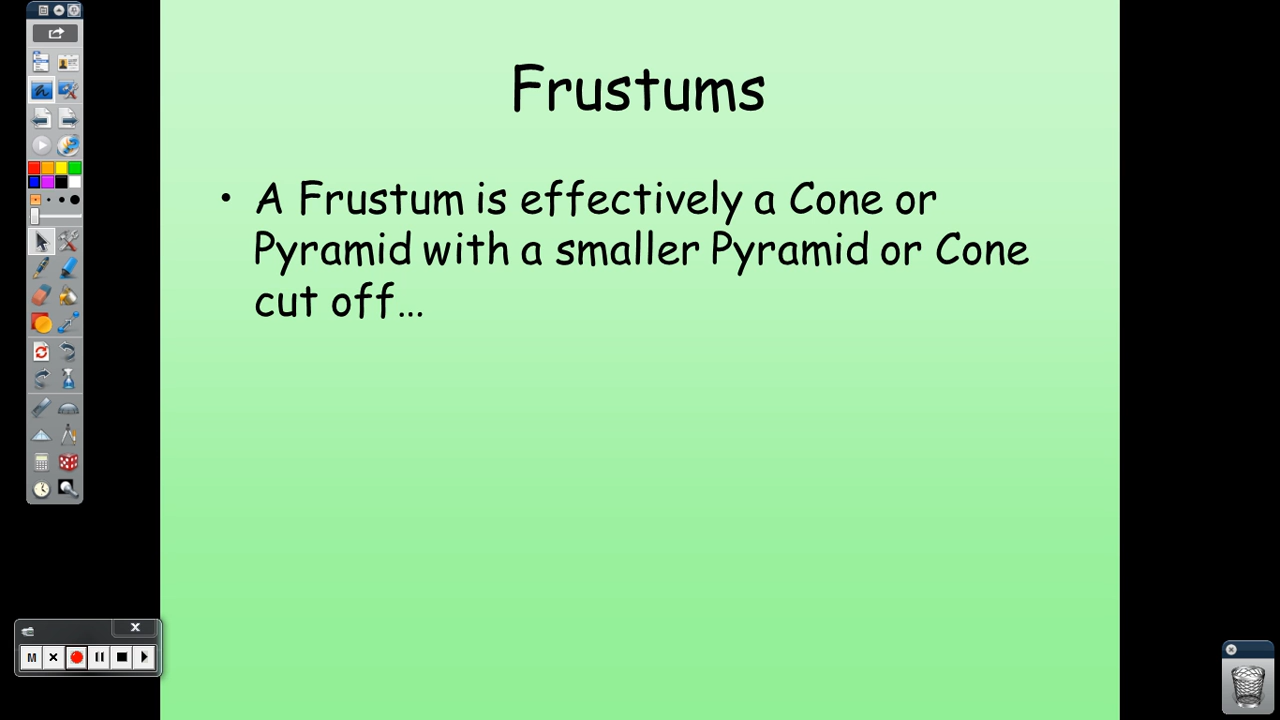 Frustums
• A Frustum is effectively a Cone or
Pyramid with a smaller Pyramid or Cone
cut off...
M